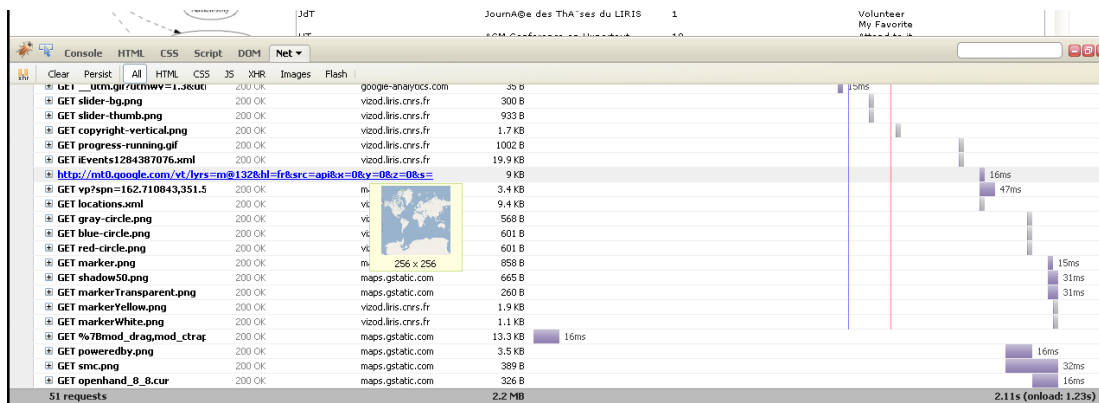 JdT JournÃ©e des ThÃ¨ses du LIRIS 1 Volunteer
My Favorite
Console HTML CSS Script DOM Net
Clear Persist All HTML CSS JS XHR Images Flash
GET __utm.gif?utmwv=1.3&ut 200 OK google-analytics.com 35 B 15ms
GET slider-bg.png 200 OK vizod.liris.cnrs.fr 300 B
GET slider-thumb.png 200 OK vizod.liris.cnrs.fr 933 B
GET copyright-vertical.png 200 OK vizod.liris.cnrs.fr 1.7 KB
GET progress-running.gif 200 OK vizod.liris.cnrs.fr 1002 B
GET iEvents1284387076.xml 200 OK vizod.liris.cnrs.fr 19.9 KB
http://mt0.google.com/vt/lyrs=m@132&hl=fr&src=api&x=0&y=0&z=0&s= 9 KB 16ms
GET vp?spn=162.710843,351.5 200 OK 3.4 KB 47ms
GET locations.xml 200 OK 9.4 KB
GET gray-circle.png 200 OK 568 B
GET blue-circle.png 200 OK 601 B
GET red-circle.png 200 OK 601 B
GET marker.png 200 OK 256 x 256 858 B 15ms
GET shadow50.png 200 OK maps.gstatic.com 665 B 31ms
GET markerTransparent.png 200 OK maps.gstatic.com 260 B 31ms
GET markerYellow.png 200 OK vizod.liris.cnrs.fr 1.9 KB
GET markerWhite.png 200 OK vizod.liris.cnrs.fr 1.1 KB
GET %7Bmod_drag,mod_ctrap 200 OK maps.gstatic.com 13.3 KB 16ms
GET poweredby.png 200 OK maps.gstatic.com 3.5 KB 16ms
GET smc.png 200 OK maps.gstatic.com 389 B 32ms
GET openhand_8_8.cur 200 OK maps.gstatic.com 326 B 16ms
51 requests 2.2 MB 2.11s (onload: 1.23s)